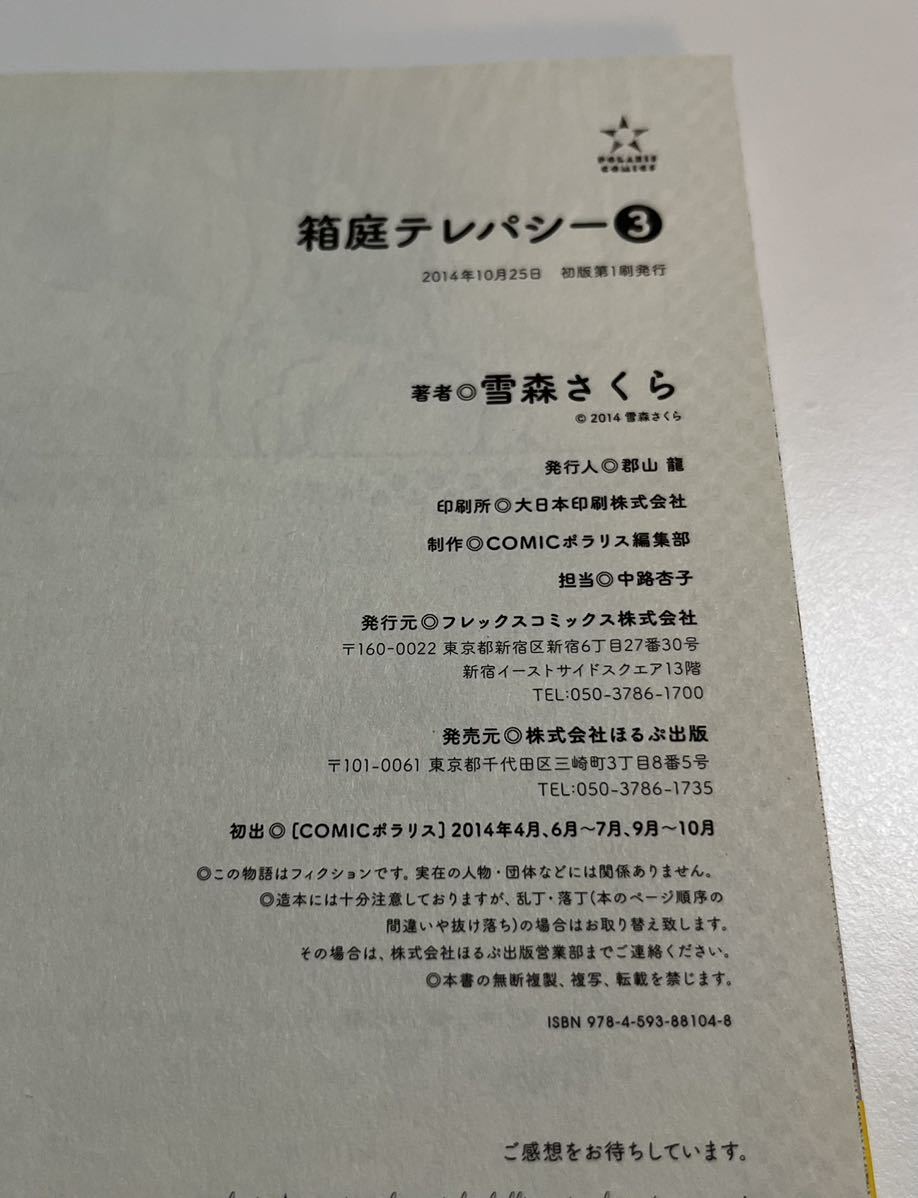 POLARIS
COMICS
箱庭テレパシー3
2014年10月25日　初版第1刷発行
著者◎雪森さくら
© 2014 雪森さくら
発行人◎郡山 龍
印刷所◎大日本印刷株式会社
制作◎COMICポラリス編集部
担当◎中路杏子
発行元◎フレックスコミックス株式会社
〒160-0022 東京都新宿区新宿6丁目27番30号
新宿イーストサイドスクエア13階
TEL:050-3786-1700
発売元◎株式会社ほるぷ出版
〒101-0061 東京都千代田区三崎町3丁目8番5号
TEL:050-3786-1735
初出◎［COMICポラリス］2014年4月、6月〜7月、9月〜10月
◎この物語はフィクションです。実在の人物・団体などには関係ありません。
◎造本には十分注意しておりますが、乱丁・落丁(本のページ順序の
間違いや抜け落ち)の場合はお取り替え致します。
その場合は、株式会社ほるぷ出版営業部までご連絡ください。
◎本書の無断複製、複写、転載を禁じます。
ISBN 978-4-593-88104-8
ご感想をお待ちしています。